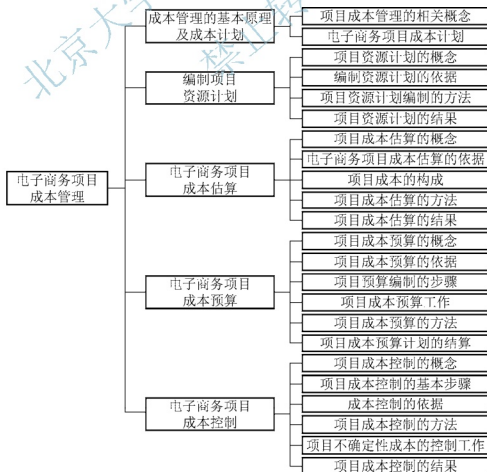 北京大学
禁止转
电子商务项目
成本管理
成本管理的基本原理
及成本计划
项目成本管理的相关概念
电子商务项目成本计划
编制项目
资源计划
项目资源计划的概念
编制资源计划的依据
项目资源计划编制的方法
项目资源计划的结果
电子商务项目
成本估算
项目成本估算的概念
电子商务项目成本估算的依据
项目成本的构成
项目成本估算的方法
项目成本估算的结果
电子商务项目
成本预算
项目成本预算的概念
项目成本预算的依据
项目预算编制的步骤
项目成本预算工作
项目成本预算的方法
项目成本预算计划的结算
电子商务项目
成本控制
项目成本控制的概念
项目成本控制的基本步骤
成本控制的依据
项目成本控制的方法
项目不确定性成本的控制工作
项目成本控制的结果